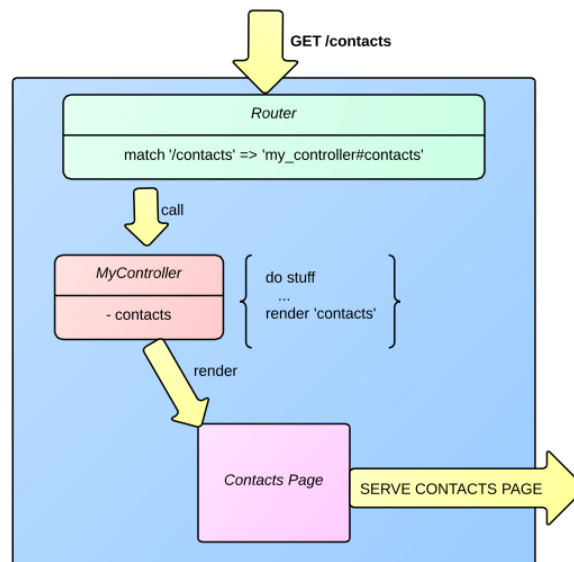 GET /contacts
Router
match '/contacts' => 'my_controller#contacts'
call
MyController
- contacts
do stuff
...
render 'contacts'
render
Contacts Page
SERVE CONTACTS PAGE